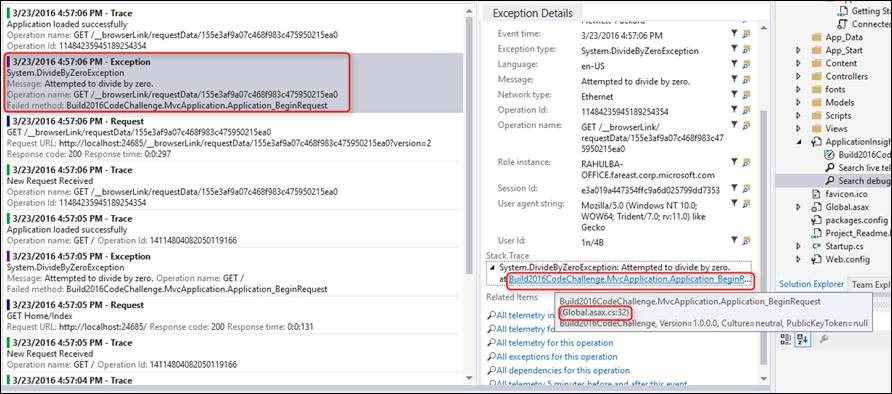 3/23/2016 4:57:06 PM - Trace
Application loaded successfully
Operation name: GET /__browserLink/requestData/155e3af9a07c468f983c475950215ea0
Operation Id: 11484235945189254354
3/23/2016 4:57:06 PM - Exception
System.DivideByZeroException
Message: Attempted to divide by zero.
Operation name: GET /__browserLink/requestData/155e3af9a07c468f983c475950215ea0
Failed method: Build2016CodeChallenge.MvcApplication.Application_BeginRequest
3/23/2016 4:57:06 PM - Request
GET /__browserLink/requestData/155e3af9a07c468f983c475950215ea0
Request URL: http://localhost:24685/__browserLink/requestData/155e3af9a07c468f983c475950215ea0?version=2
Response code: 200 Response time: 0:0:297
3/23/2016 4:57:06 PM - Trace
New Request Received
Operation name: GET /__browserLink/requestData/155e3af9a07c468f983c475950215ea0
Operation Id: 11484235945189254354
3/23/2016 4:57:05 PM - Trace
Application loaded successfully
Operation name: GET / Operation Id: 14114804082050119166
3/23/2016 4:57:05 PM - Exception
System.DivideByZeroException
Message: Attempted to divide by zero. Operation name: GET /
Failed method: Build2016CodeChallenge.MvcApplication.Application_BeginRequest
3/23/2016 4:57:04 PM - Request
GET Home/Index
Request URL: http://localhost:24685/ Response code: 200 Response time: 0:0:131
3/23/2016 4:57:05 PM - Trace
New Request Received
Operation name: GET / Operation Id: 14114804082050119166
3/23/2016 4:57:04 PM - Trace
Exception Details
Hewlett-Packard
Event time: 3/23/2016 4:57:06 PM
Exception type: System.DivideByZeroException
Language: en-US
Message: Attempted to divide by zero.
Network type: Ethernet
Operation Id: 11484235945189254354
Operation name: GET /__browserLink/requestData/155e3af9a07c468f983c4
75950215ea0
Role instance: RAHULBA-
OFFICE.fareast.corp.microsoft.com
Session Id: e3a019a447354ffc9a6d025799dd7353
User agent string: Mozilla/5.0 (Windows NT 10.0;
WOW64; Trident/7.0; rv:11.0) like
Gecko
User Id: 1n/4B
Stack Trace
System.DivideByZeroException: Attempted to divide by zero.
at Build2016CodeChallenge.MvcApplication.Application_BeginR...
Related Items
All telemetry in
All telemetry fo
All telemetry for this operation
All exceptions for this operation
All dependencies for this operation
All telemetry 5 minutes before and after this event
Build2016CodeChallenge.MvcApplication.Application_BeginRequest
(Global.asax.cs:32)
Build2016CodeChallenge, Version=1.0.0.0, Culture=neutral, PublicKeyToken=null
Getting St
Connected
App_Data
App_Start
Content
Controllers
fonts
Models
Scripts
Views
ApplicationInsigh
Build2016Co
Search live tel
Search debug
favicon.ico
Global.asax
packages.config
Project_Readme.h
Startup.cs
Web.config
Solution Explorer
Team Explo
Properties